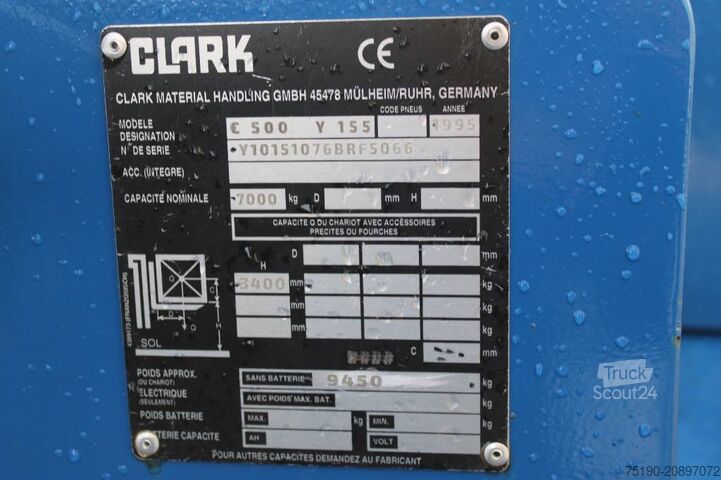 CLARK CE
CLARK MATERIAL HANDLING GMBH 45478 MÜLHEIM/RUHR, GERMANY
CODE PNEUS ANNEE
MODELE
DESIGNATION C 500 Y 155 1995
N° DE SERIE Y10151076BRF5066
ACC. (INTEGRE)
CAPACITE NOMINALE 7000 kg D mm H mm
CAPACITE Q DU CHARIOT AVEC ACCÈSSOIRES
PRECITES OU FOURCHES
D mm
H
3400 mm kg
mm kg
mm kg
SOL
C mm
POIDS APPROX.
(DU CHARIOT) SANS BATTERIE 9450 kg
ELECTRIQUE
(SEULEMENT) AVEC POIDS MAX. BAT. kg
POIDS BATTERIE MAX. kg MIN. kg
BATTERIE CAPACITE AH VOLT
POUR AUTRES CAPACITES DEMANDEZ AU FABRICANT
Truck
Scout24
75190-20897072